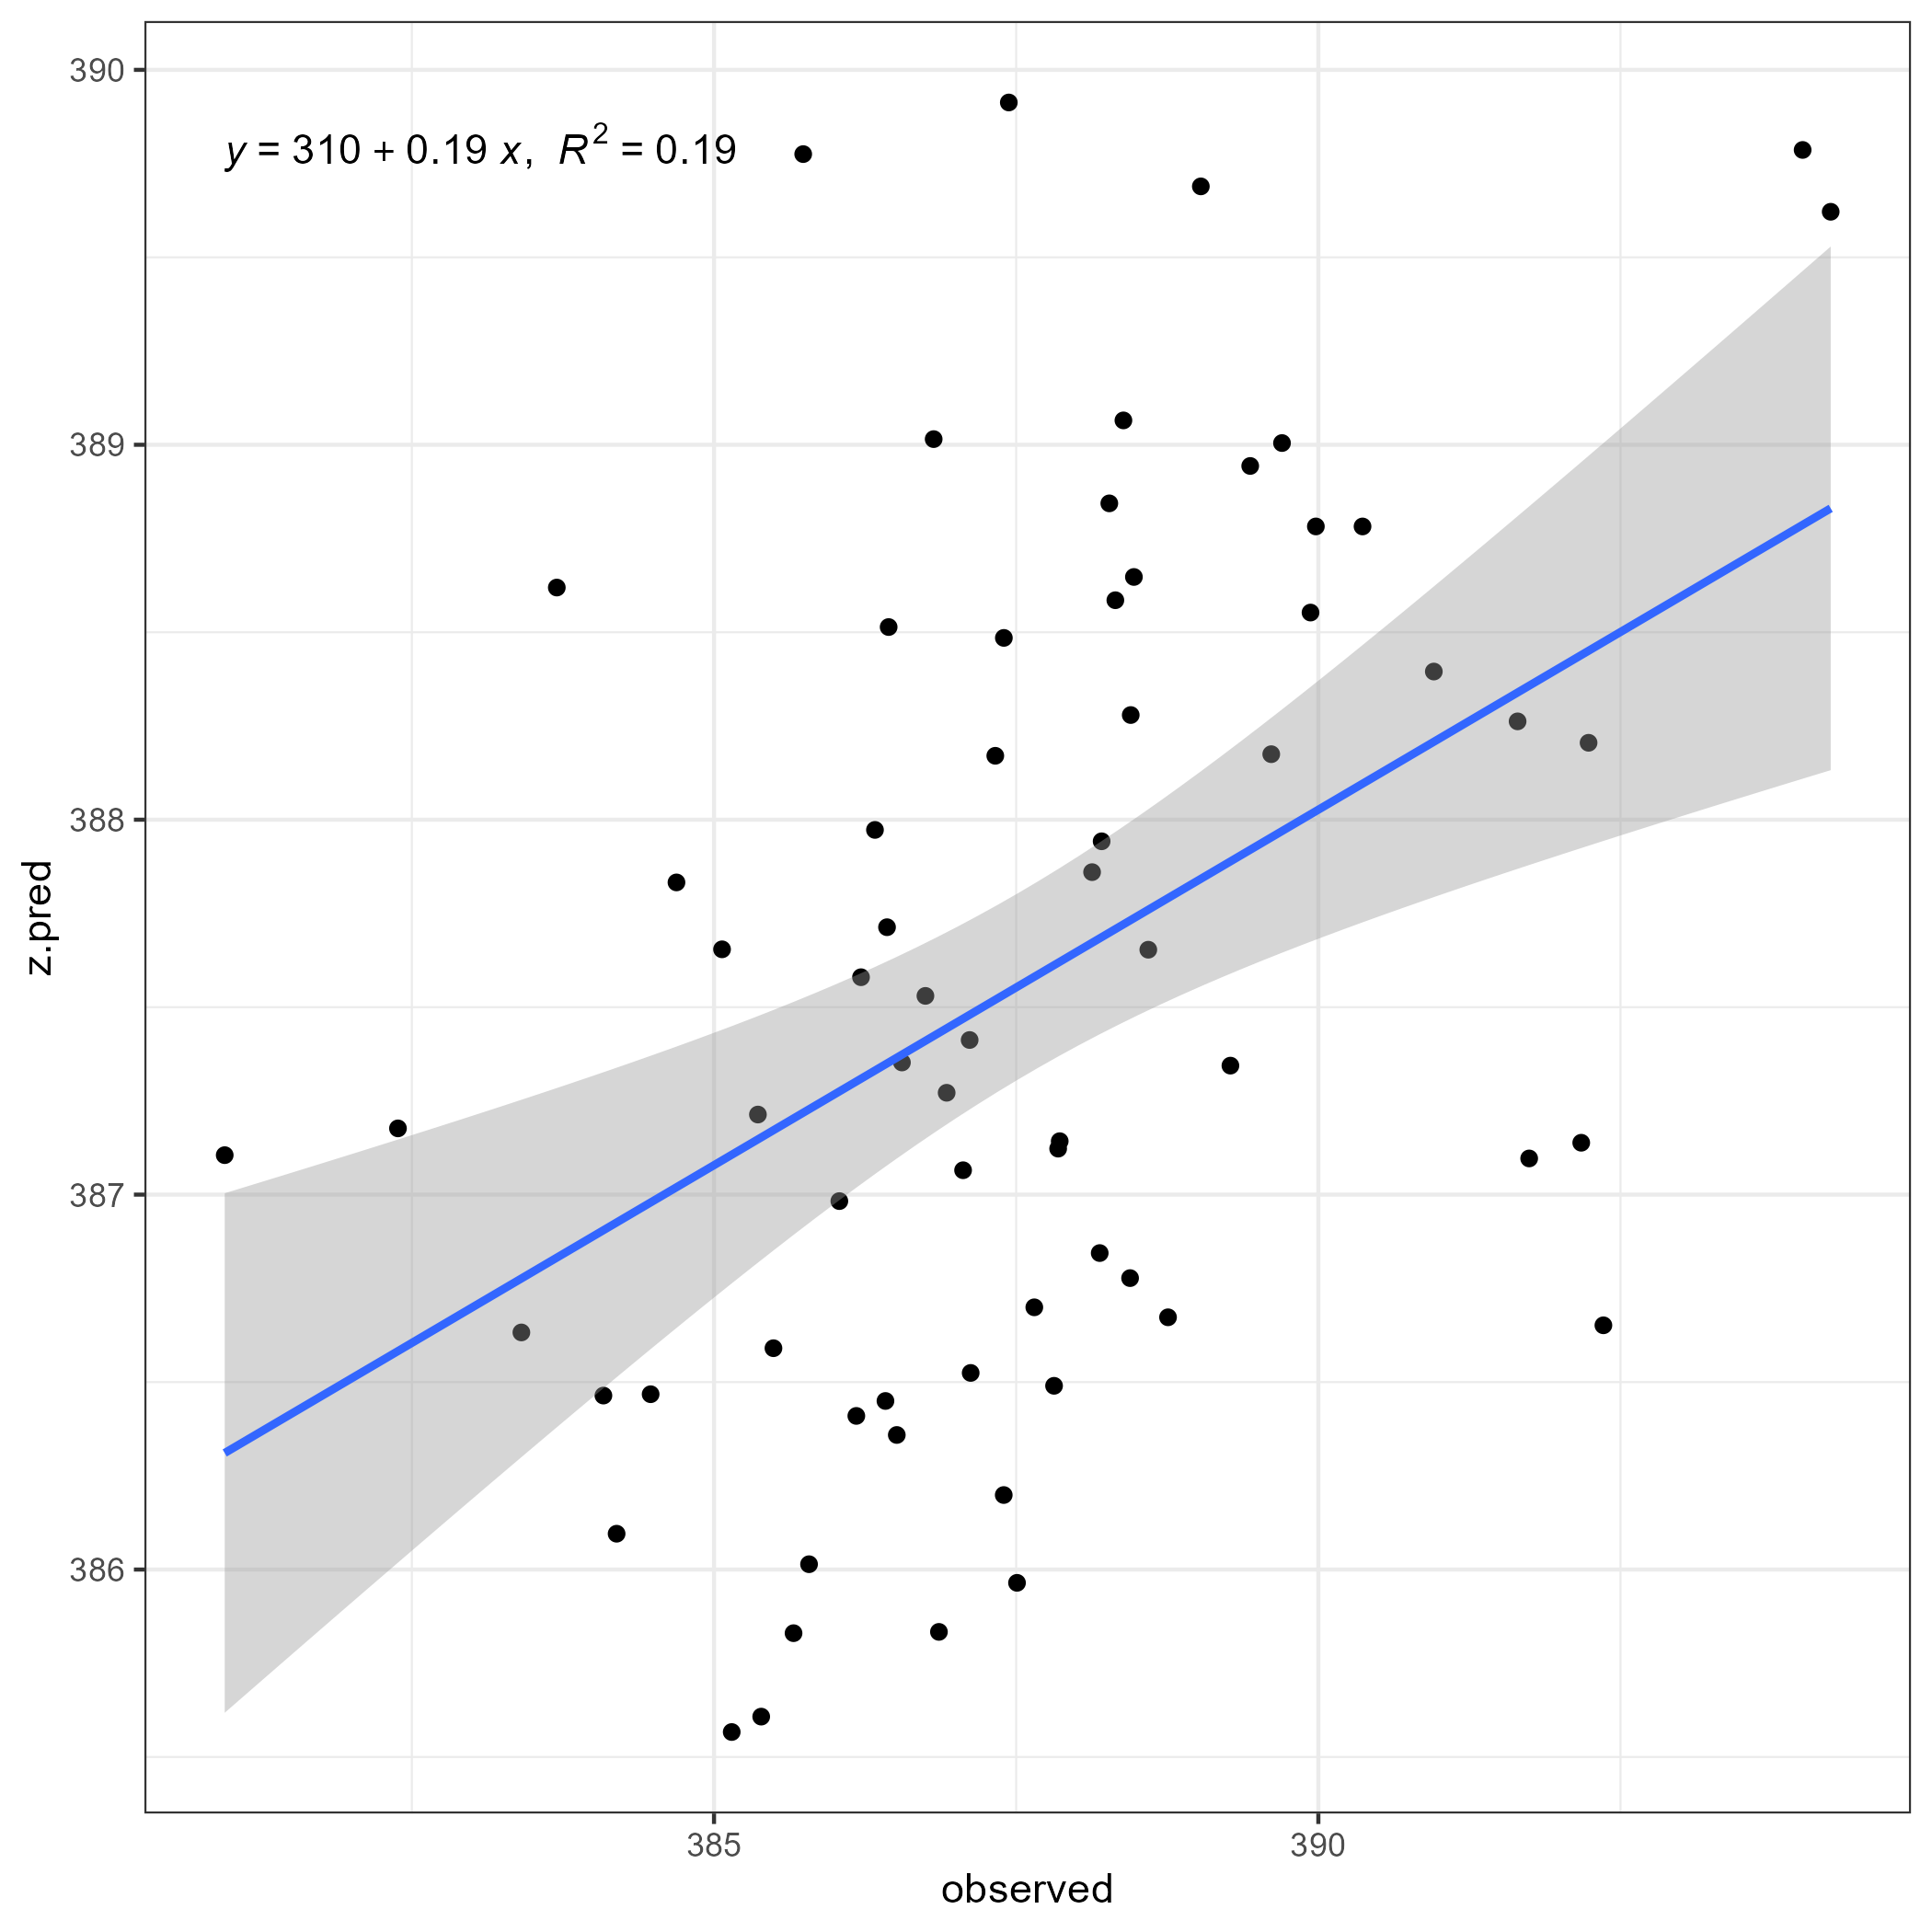 390
y = 310 + 0.19 x, R² = 0.19
389
388
387
386
z.pred
385 390
observed